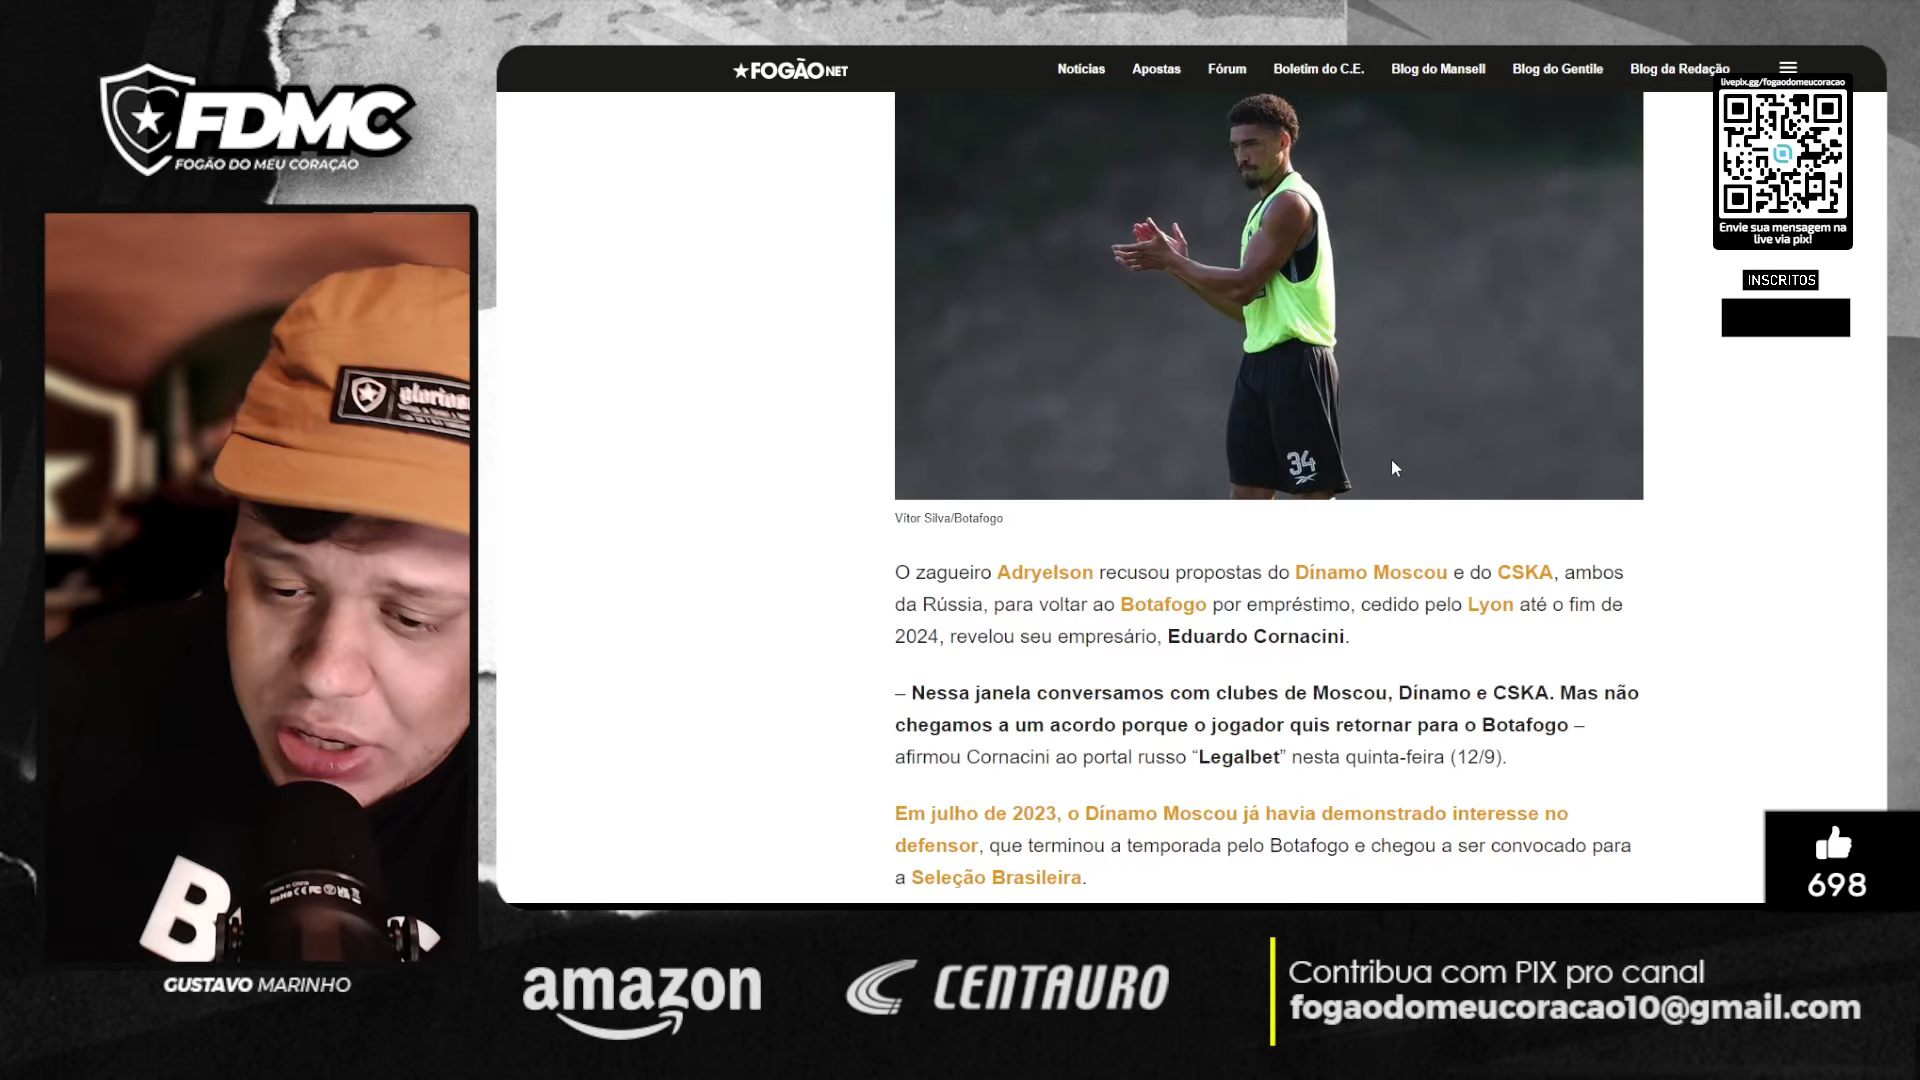 FDMC
FOGÃO DO MEU CORAÇÃO
FOGÃONET
Notícias Apostas Fórum Boletim do C.E. Blog do Mansell Blog do Gentile Blog da Redação
livepix.gg/fogaodomeucoracao
Envie sua mensagem na
live via pix!
INSCRITOS
34
Vítor Silva/Botafogo
O zagueiro Adryelson recusou propostas do Dínamo Moscou e do CSKA, ambos
da Rússia, para voltar ao Botafogo por empréstimo, cedido pelo Lyon até o fim de
2024, revelou seu empresário, Eduardo Cornacini.
– Nessa janela conversamos com clubes de Moscou, Dínamo e CSKA. Mas não
chegamos a um acordo porque o jogador quis retornar para o Botafogo –
afirmou Cornacini ao portal russo “Legalbet” nesta quinta-feira (12/9).
Em julho de 2023, o Dínamo Moscou já havia demonstrado interesse no
defensor, que terminou a temporada pelo Botafogo e chegou a ser convocado para
a Seleção Brasileira.
698
B
GUSTAVO MARINHO
amazon
CENTAURO
Contribua com PIX pro canal
fogaodomeucoracao10@gmail.com